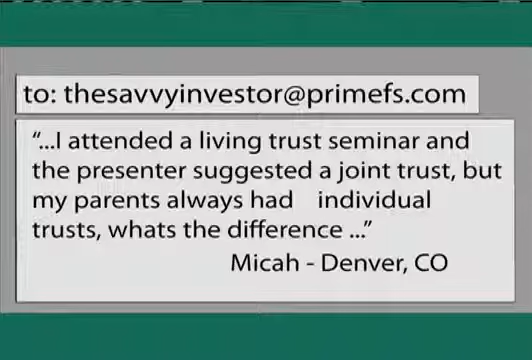 to: thesavvyinvestor@primefs.com
“...I attended a living trust seminar and
the presenter suggested a joint trust, but
my parents always had individual
trusts, whats the difference ...”
Micah - Denver, CO